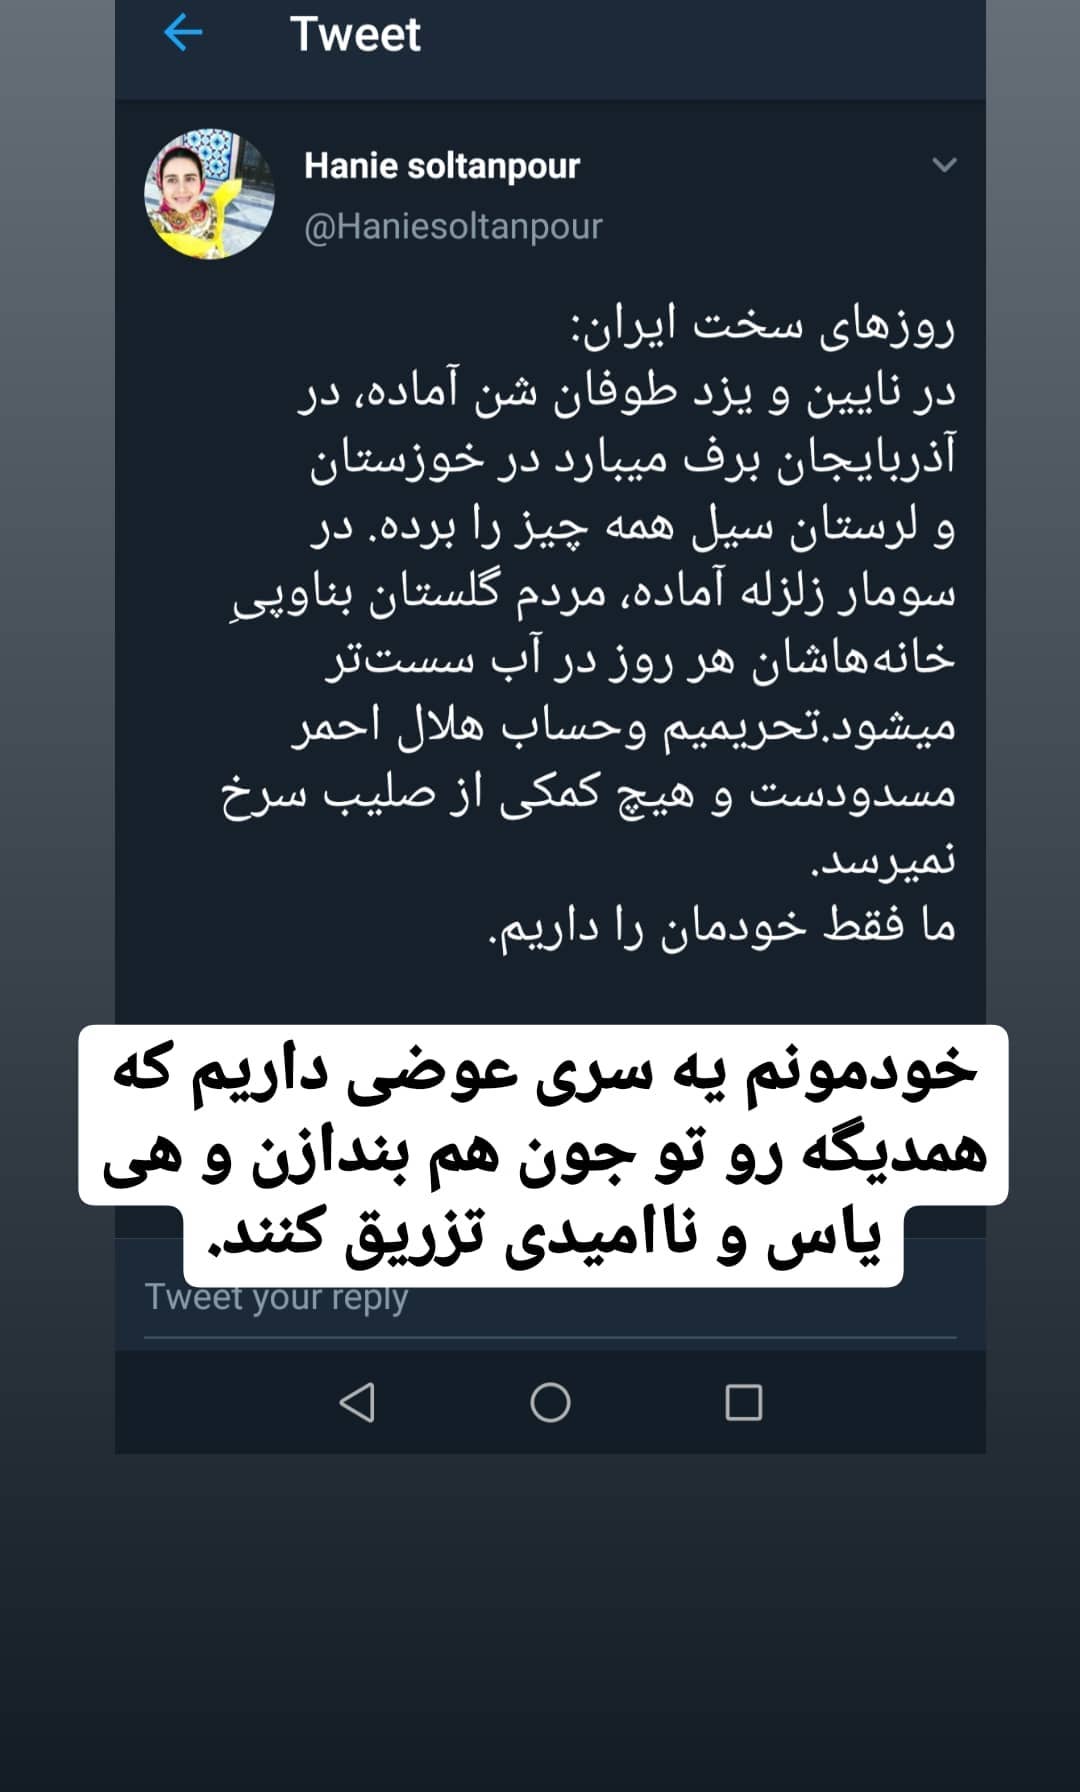 Tweet
Hanie soltanpour
@Haniesoltanpour
روزهای سخت ایران:
در نایین و یزد طوفان شن آماده، در
آذربایجان برف میبارد در خوزستان
و لرستان سیل همه چیز را برده. در
سومار زلزله آماده، مردم گلستان بناوپیِ
خانه‌هاشان هر روز در آب سست‌تر
میشود.تحریمیم وحساب هلال احمر
مسدودست و هیچ کمکی از صلیب سرخ
نمیرسد.
ما فقط خودمان را داریم.
خودمونم یه سری عوضی داریم که
همدیگه رو تو جون هم بندازن و هی
یاس و ناامیدی تزریق کنند.
Tweet your reply